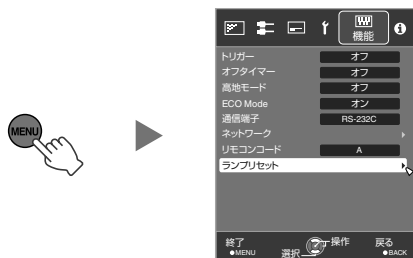 MENU
機能
トリガー オフ
オフタイマー オフ
高地モード オフ
ECO Mode オン
通信端子 RS-232C
ネットワーク
リモコンコード A
ランプリセット
終了 操作 戻る
●MENU 選択 ●BACK